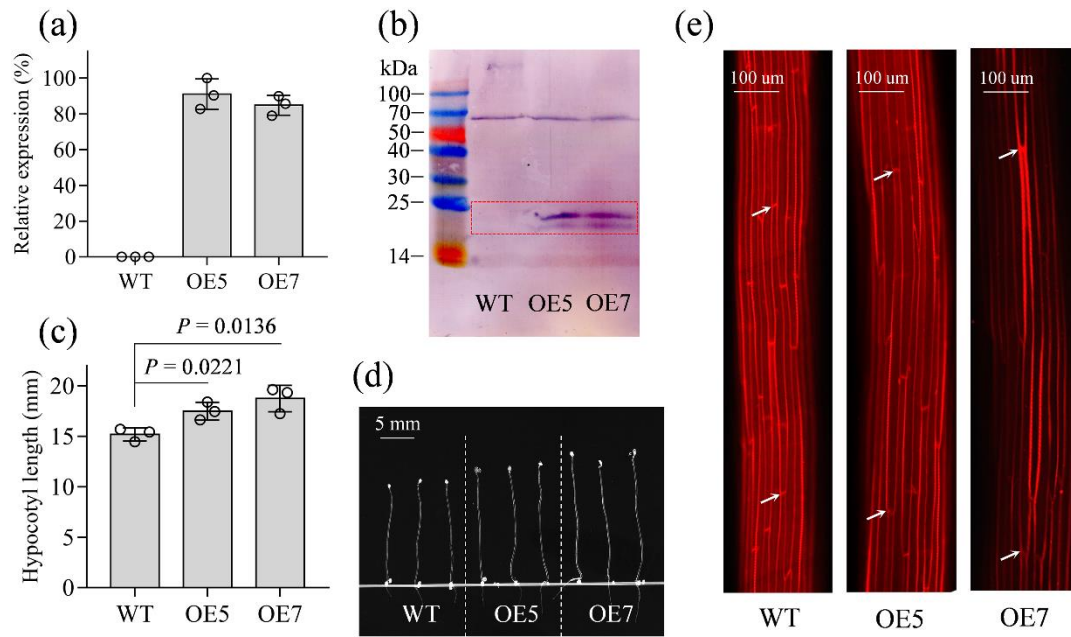 (a)
Relative expression (%)
100
80
60
40
20
0
WT OE5 OE7
(b)
kDa
100
70
50
40
30
25
14
WT OE5 OE7
(c)
P = 0.0136
P = 0.0221
Hypocotyl length (mm)
20
15
10
5
0
WT OE5 OE7
(d)
5 mm
WT OE5 OE7
(e)
100 um 100 um 100 um
WT OE5 OE7